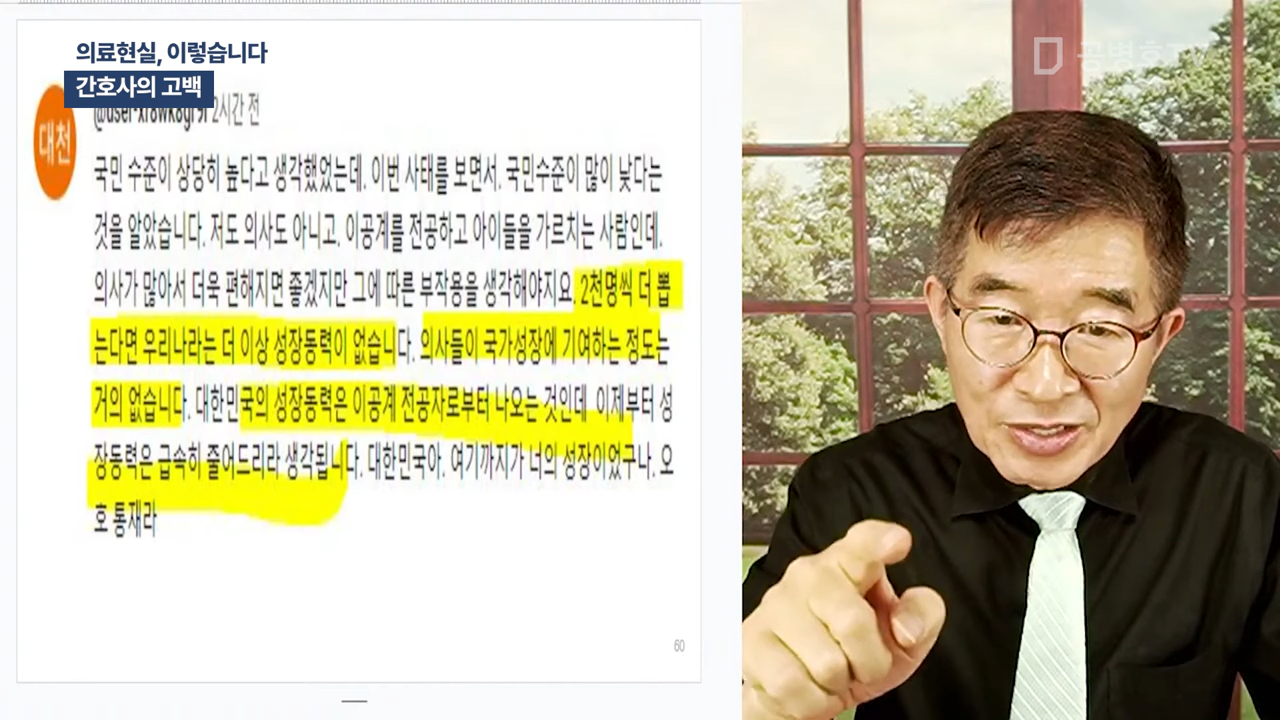 의료현실, 이렇습니다
간호사의 고백
2시간 전
대천
국민 수준이 상당히 높다고 생각했었는데. 이번 사태를 보면서. 국민수준이 많이 낮다는
것을 알았습니다. 저도 의사도 아니고. 이공계를 전공하고 아이들을 가르치는 사람인데.
의사가 많아서 더욱 편해지면 좋겠지만 그에 따른 부작용을 생각해야지요. 2천명씩 더 뽑
는다면 우리나라는 더 이상 성장동력이 없습니다. 의사들이 국가성장에 기여하는 정도는
거의 없습니다. 대한민국의 성장동력은 이공계 전공자로부터 나오는 것인데 이제부터 성
장동력은 급속히 줄어드리라 생각됩니다. 대한민국아. 여기까지가 너의 성장이었구나. 오
호 통재라
60
공병호TV